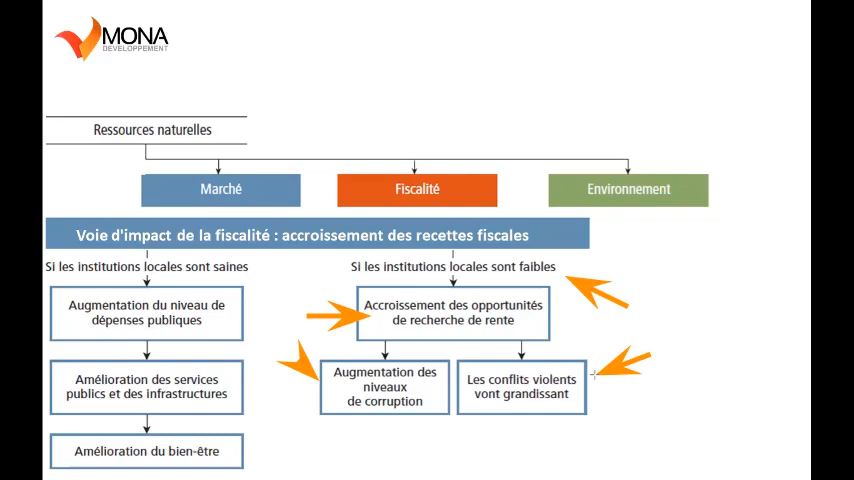 MONA
DEVELOPPEMENT
Ressources naturelles
Marché
Fiscalité
Environnement
Voie d'impact de la fiscalité : accroissement des recettes fiscales
Si les institutions locales sont saines
Si les institutions locales sont faibles
Augmentation du niveau de
dépenses publiques
Accroissement des opportunités
de recherche de rente
Amélioration des services
publics et des infrastructures
Augmentation des
niveaux
de corruption
Les conflits violents
vont grandissant
Amélioration du bien-être